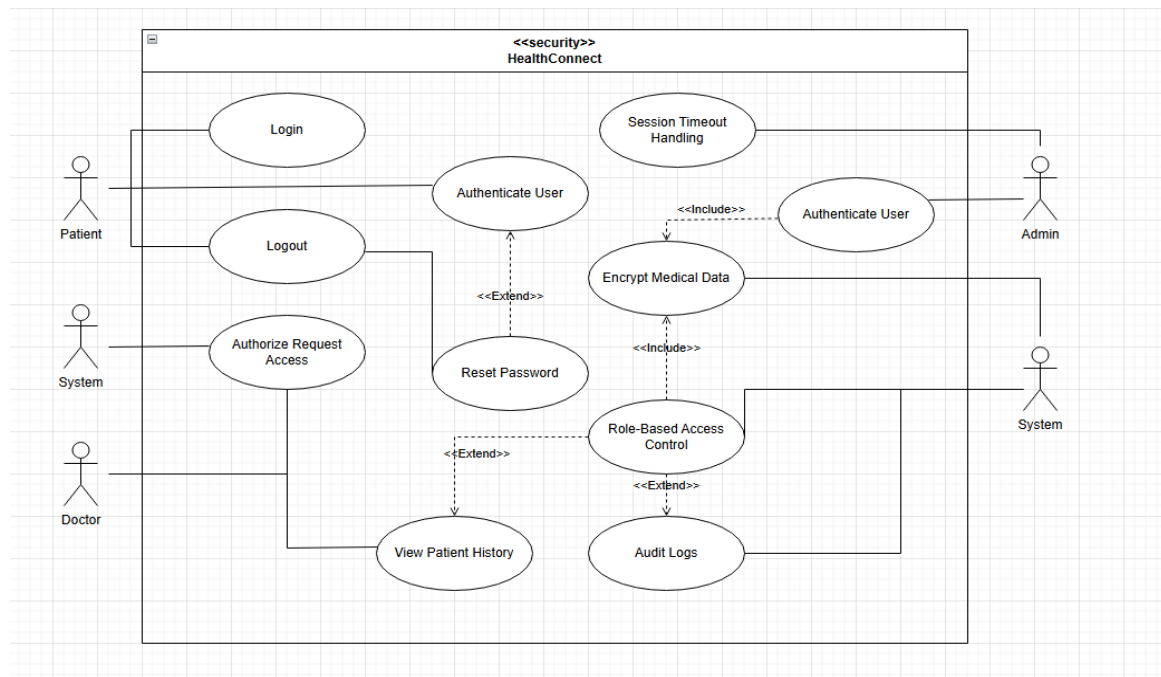 <<security>>
HealthConnect
Login
Session Timeout
Handling
Authenticate User
<<Include>>
Authenticate User
Patient
Admin
Logout
Encrypt Medical Data
<<Extend>>
Authorize Request
Access
<<Include>>
System
Reset Password
System
Role-Based Access
Control
<<Extend>>
<<Extend>>
Doctor
View Patient History
Audit Logs